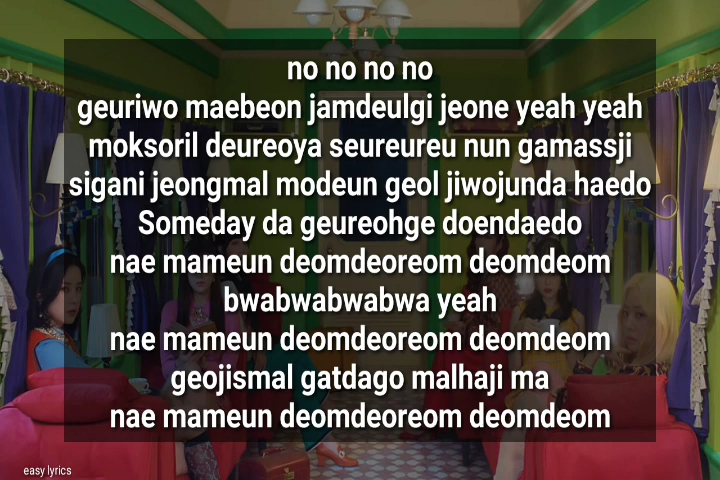 no no no no
geuriwo maebeon jamdeulgi jeone yeah yeah
moksoril deureoya seureureu nun gamassji
sigani jeongmal modeun geol jiwojunda haedo
Someday da geureohge doendaedo
nae mameun deomdeoreom deomdeom
bwabwabwabwa yeah
nae mameun deomdeoreom deomdeom
geojismal gatdago malhaji ma
nae mameun deomdeoreom deomdeom
easy lyrics